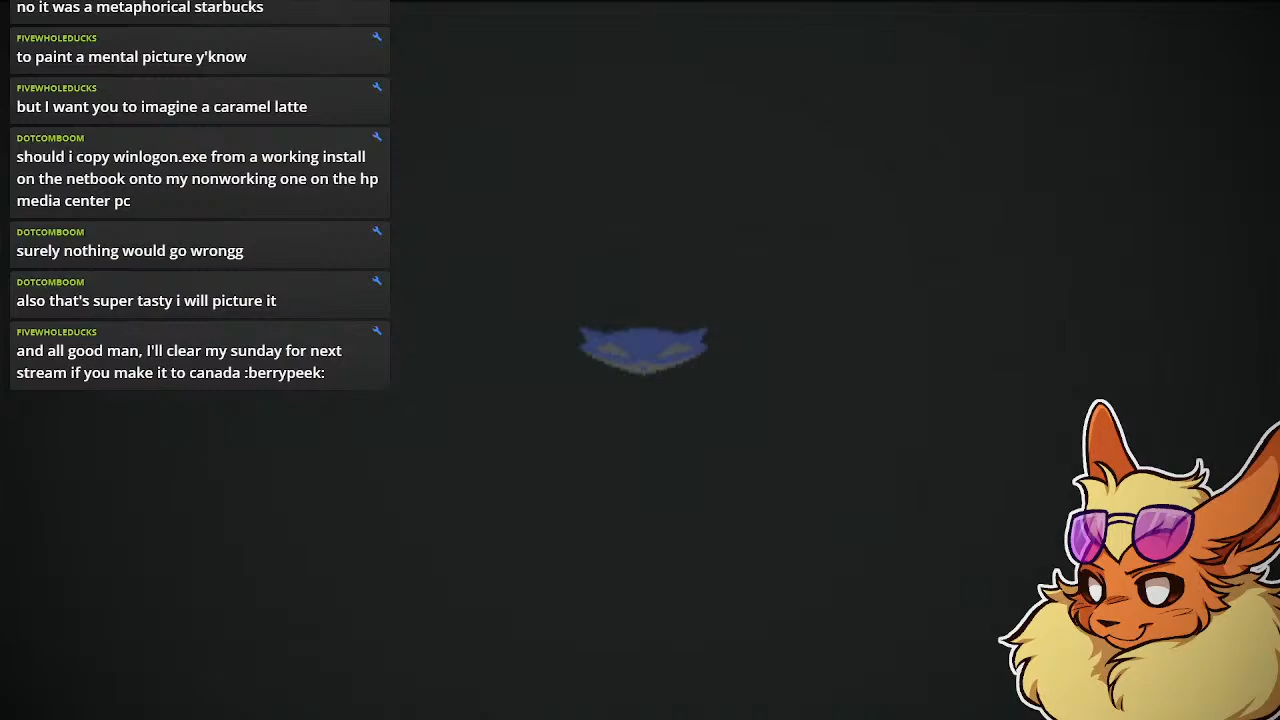 no it was a metaphorical starbucks
FIVEWHOLEDUCKS
to paint a mental picture y'know
FIVEWHOLEDUCKS
but I want you to imagine a caramel latte
DOTCOMBOOM
should i copy winlogon.exe from a working install
on the netbook onto my nonworking one on the hp
media center pc
DOTCOMBOOM
surely nothing would go wrongg
DOTCOMBOOM
also that's super tasty i will picture it
FIVEWHOLEDUCKS
and all good man, I'll clear my sunday for next
stream if you make it to canada :berrypeek: